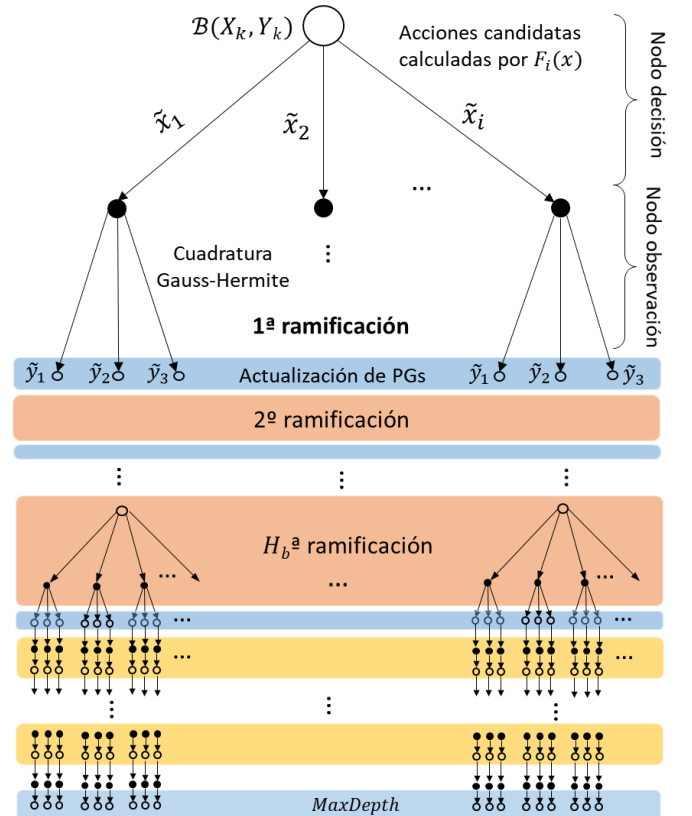 ℬ(X_k, Y_k)
Acciones candidatas
calculadas por F_i(x)
Nodo decisión
x̃_1
x̃_2
x̃_i
...
Nodo observación
Cuadratura
Gauss-Hermite
1ª ramificación
ỹ_1 ỹ_2 ỹ_3 Actualización de PGs ỹ_1 ỹ_2 ỹ_3
2º ramificación
H_bª ramificación
MaxDepth